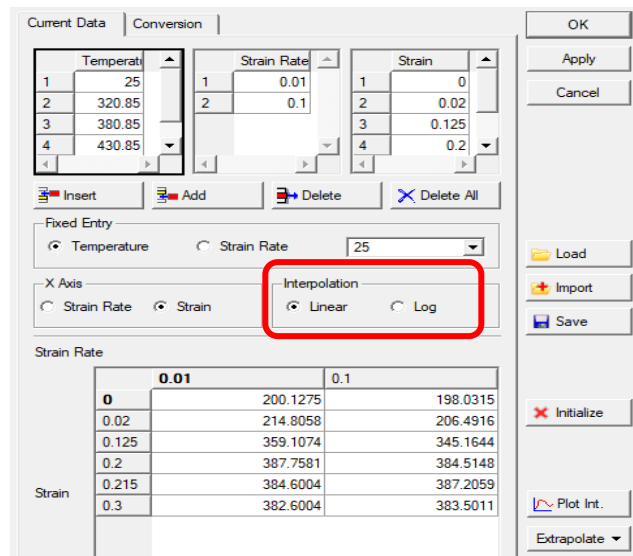 Current Data Conversion OK
Temperati Strain Rate Strain Apply
1 25 1 0.01 1 0 Cancel
2 320.85 2 0.1 2 0.02
3 380.85 3 0.125
4 430.85 4 0.2
Insert Add Delete Delete All
Fixed Entry
Temperature Strain Rate 25 Load
X Axis Interpolation Import
Strain Rate Strain Linear Log Save
Strain Rate
0.01 0.1
0 200.1275 198.0315 Initialize
0.02 214.8058 206.4916
0.125 359.1074 345.1644
0.2 387.7581 384.5148
Strain 0.215 384.6004 387.2059
0.3 382.6004 383.5011 Plot Int.
Extrapolate